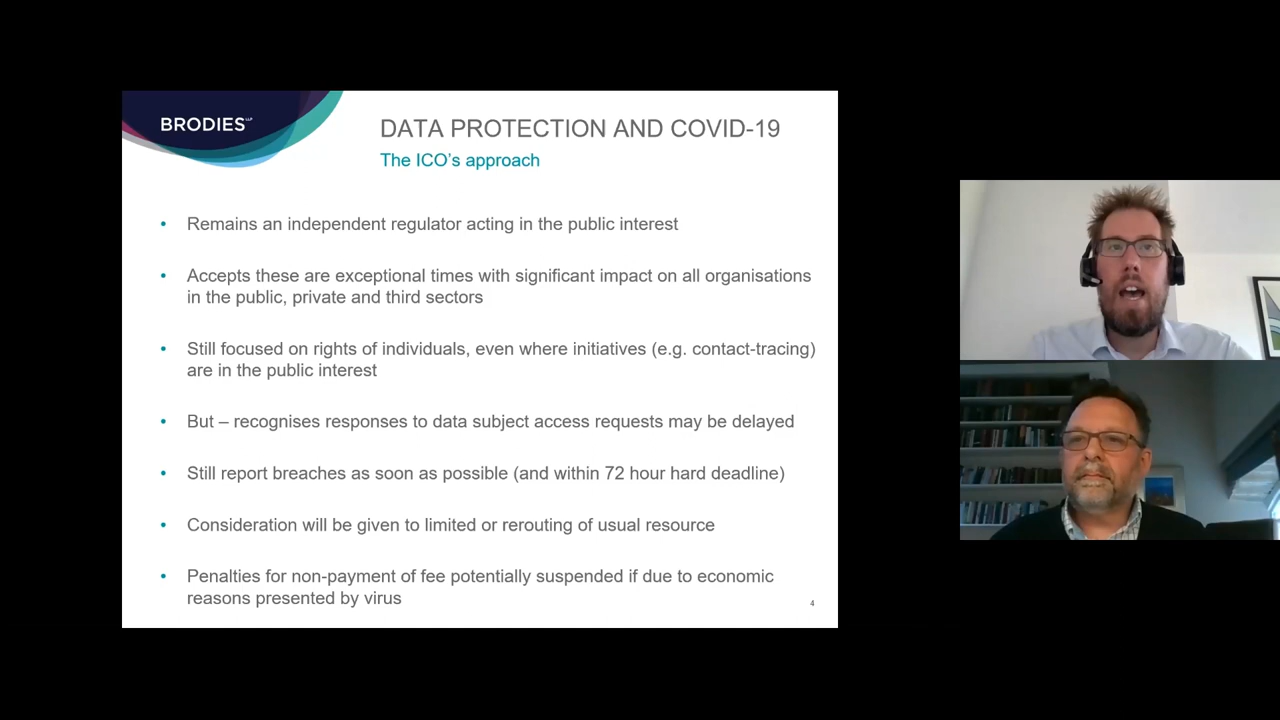 BRODIES LLP
DATA PROTECTION AND COVID-19
The ICO's approach
• Remains an independent regulator acting in the public interest
• Accepts these are exceptional times with significant impact on all organisations
in the public, private and third sectors
• Still focused on rights of individuals, even where initiatives (e.g. contact-tracing)
are in the public interest
• But – recognises responses to data subject access requests may be delayed
• Still report breaches as soon as possible (and within 72 hour hard deadline)
• Consideration will be given to limited or rerouting of usual resource
• Penalties for non-payment of fee potentially suspended if due to economic
reasons presented by virus
4